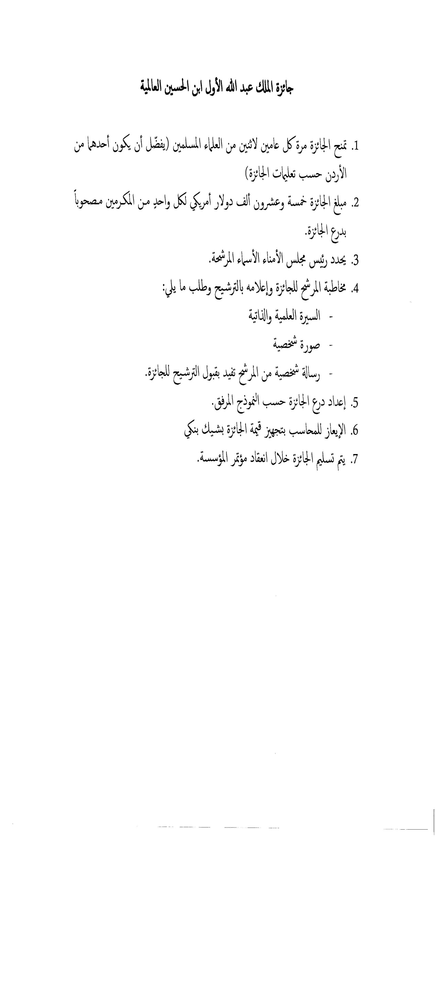 جائزة الملك عبد الله الأول ابن الحسين العالمية
1. تمنح الجائزة مرة كل عامين لاثنين من العلماء المسلمين (يفضّل أن يكون أحدهما من
الأردن حسب تعليمات الجائزة)
2. مبلغ الجائزة خمسة وعشرون ألف دولار أمريكي لكل واحدٍ من المكرمين مصحوباً
بدرع الجائزة.
3. يحدد رئيس مجلس الأمناء الأسماء المرشحة.
4. مخاطبة المرشح للجائزة وإعلامه بالترشيح وطلب ما يلي:
- السيرة العلمية والذاتية
- صورة شخصية
- رسالة شخصية من المرشح تفيد بقبول الترشيح للجائزة.
5. إعداد درع الجائزة حسب النموذج المرفق.
6. الإيعاز للمحاسب بتجهيز قيمة الجائزة بشيك بنكي
7. يتم تسليم الجائزة خلال انعقاد مؤتمر المؤسسة.